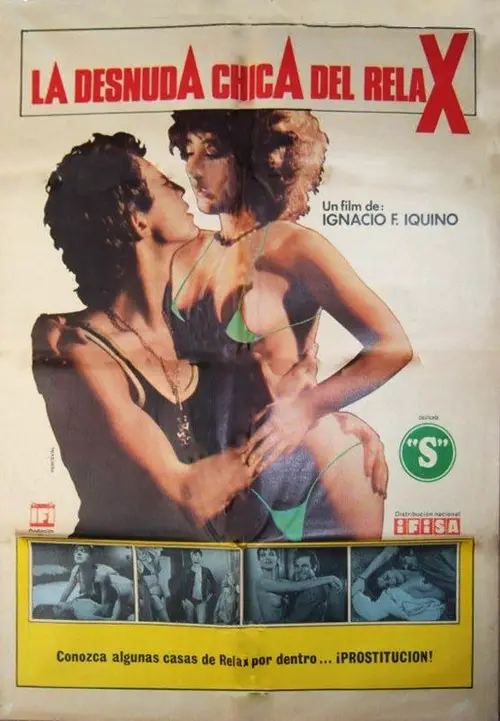 LA DESNUDA CHICA DEL RELAX
Un film de:
IGNACIO F. IQUINO
"S"
IFI
Producción
Distribución nacional
IFISA
Conozca algunas casas de Relax por dentro... ¡PROSTITUCION!